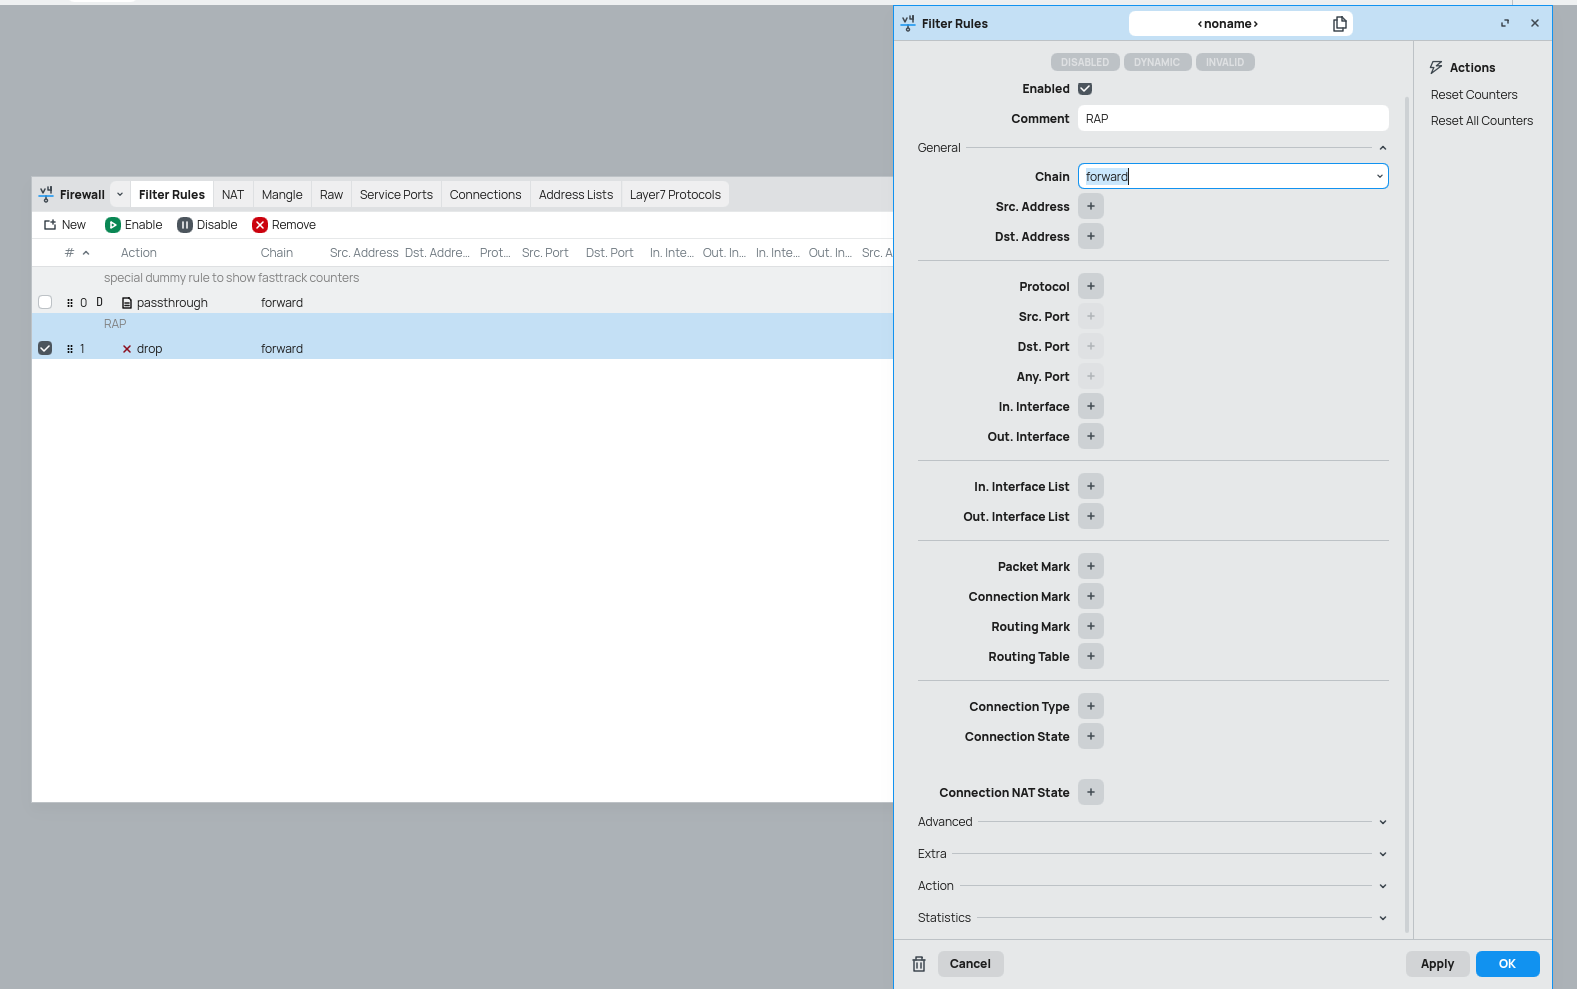 Firewall
Filter Rules
NAT
Mangle
Raw
Service Ports
Connections
Address Lists
Layer7 Protocols
New
Enable
Disable
Remove
# Action Chain Src. Address Dst. Addre... Prot... Src. Port Dst. Port In. Inte... Out. In... In. Inte... Out. In... Src. A
special dummy rule to show fasttrack counters
0 D passthrough forward
RAP
1 drop forward
v4
Filter Rules
<noname>
DISABLED
DYNAMIC
INVALID
Enabled
Comment RAP
General
Chain forward
Src. Address +
Dst. Address +
Protocol +
Src. Port +
Dst. Port +
Any. Port +
In. Interface +
Out. Interface +
In. Interface List +
Out. Interface List +
Packet Mark +
Connection Mark +
Routing Mark +
Routing Table +
Connection Type +
Connection State +
Connection NAT State +
Advanced
Extra
Action
Statistics
Cancel
Apply
OK
Actions
Reset Counters
Reset All Counters